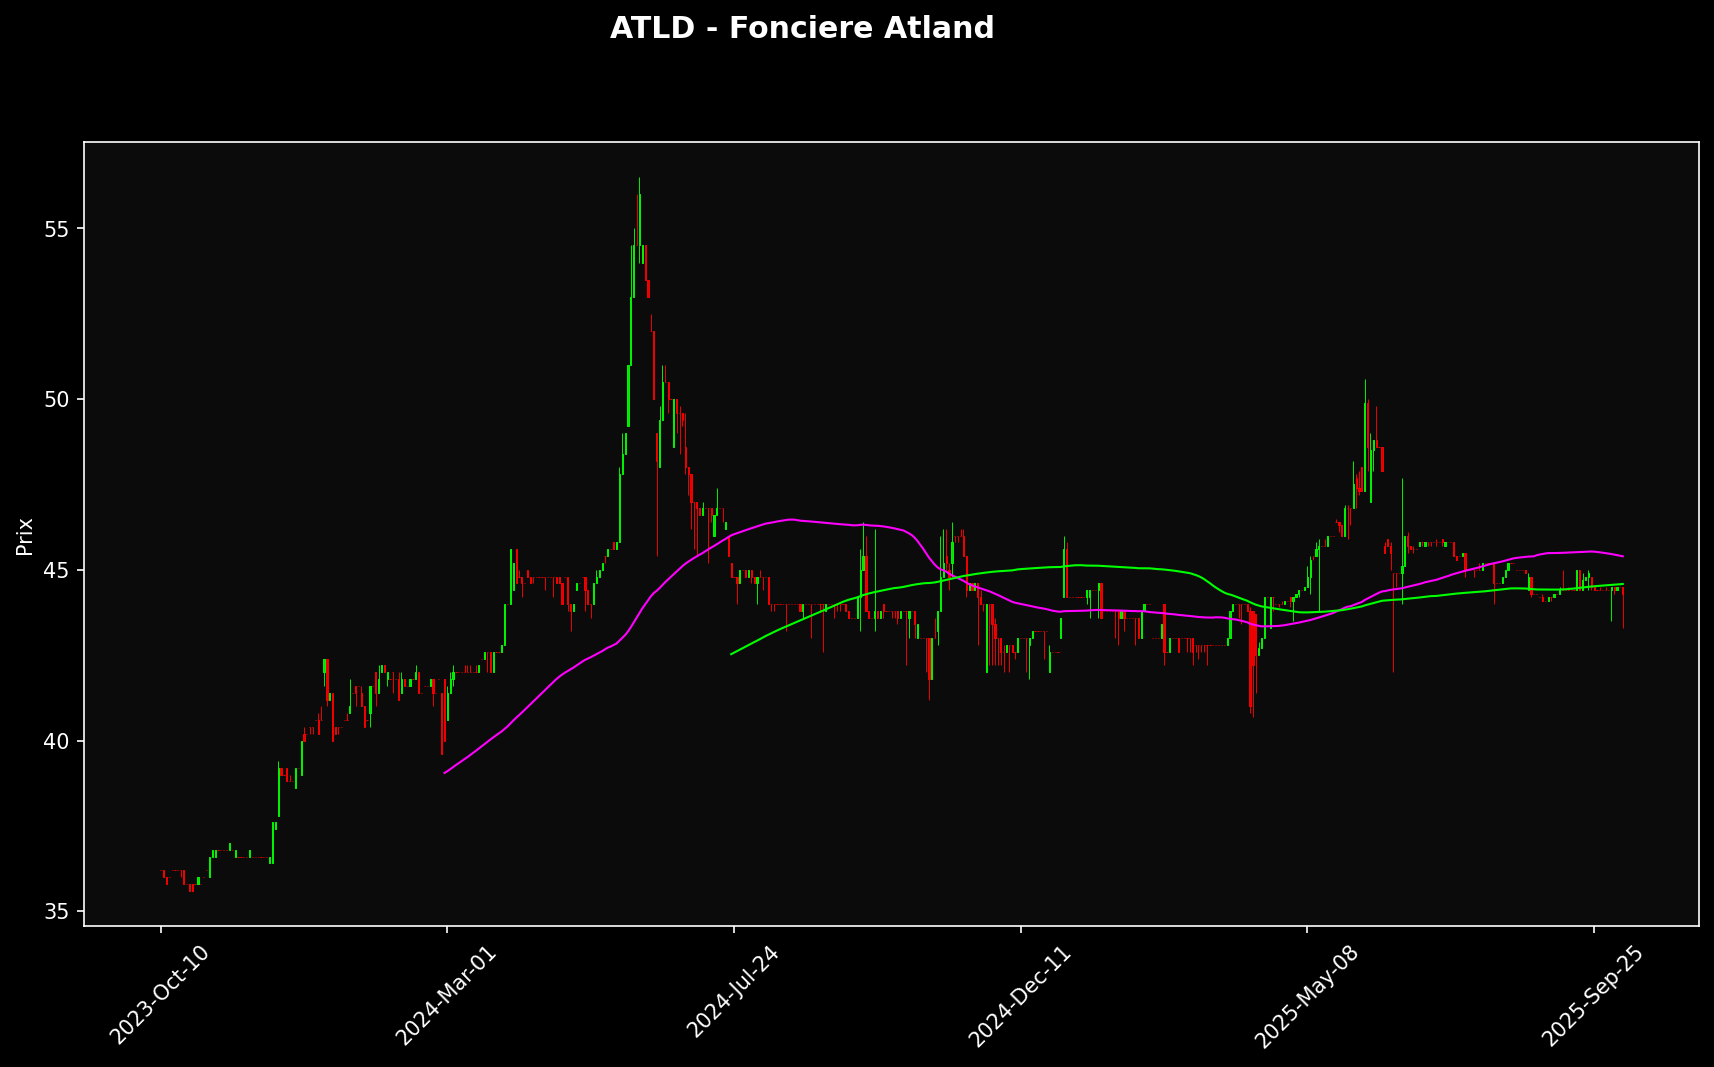 ATLD - Fonciere Atland
Prix
55
50
45
40
35
2023-Oct-10
2024-Mar-01
2024-Jul-24
2024-Dec-11
2025-May-08
2025-Sep-25